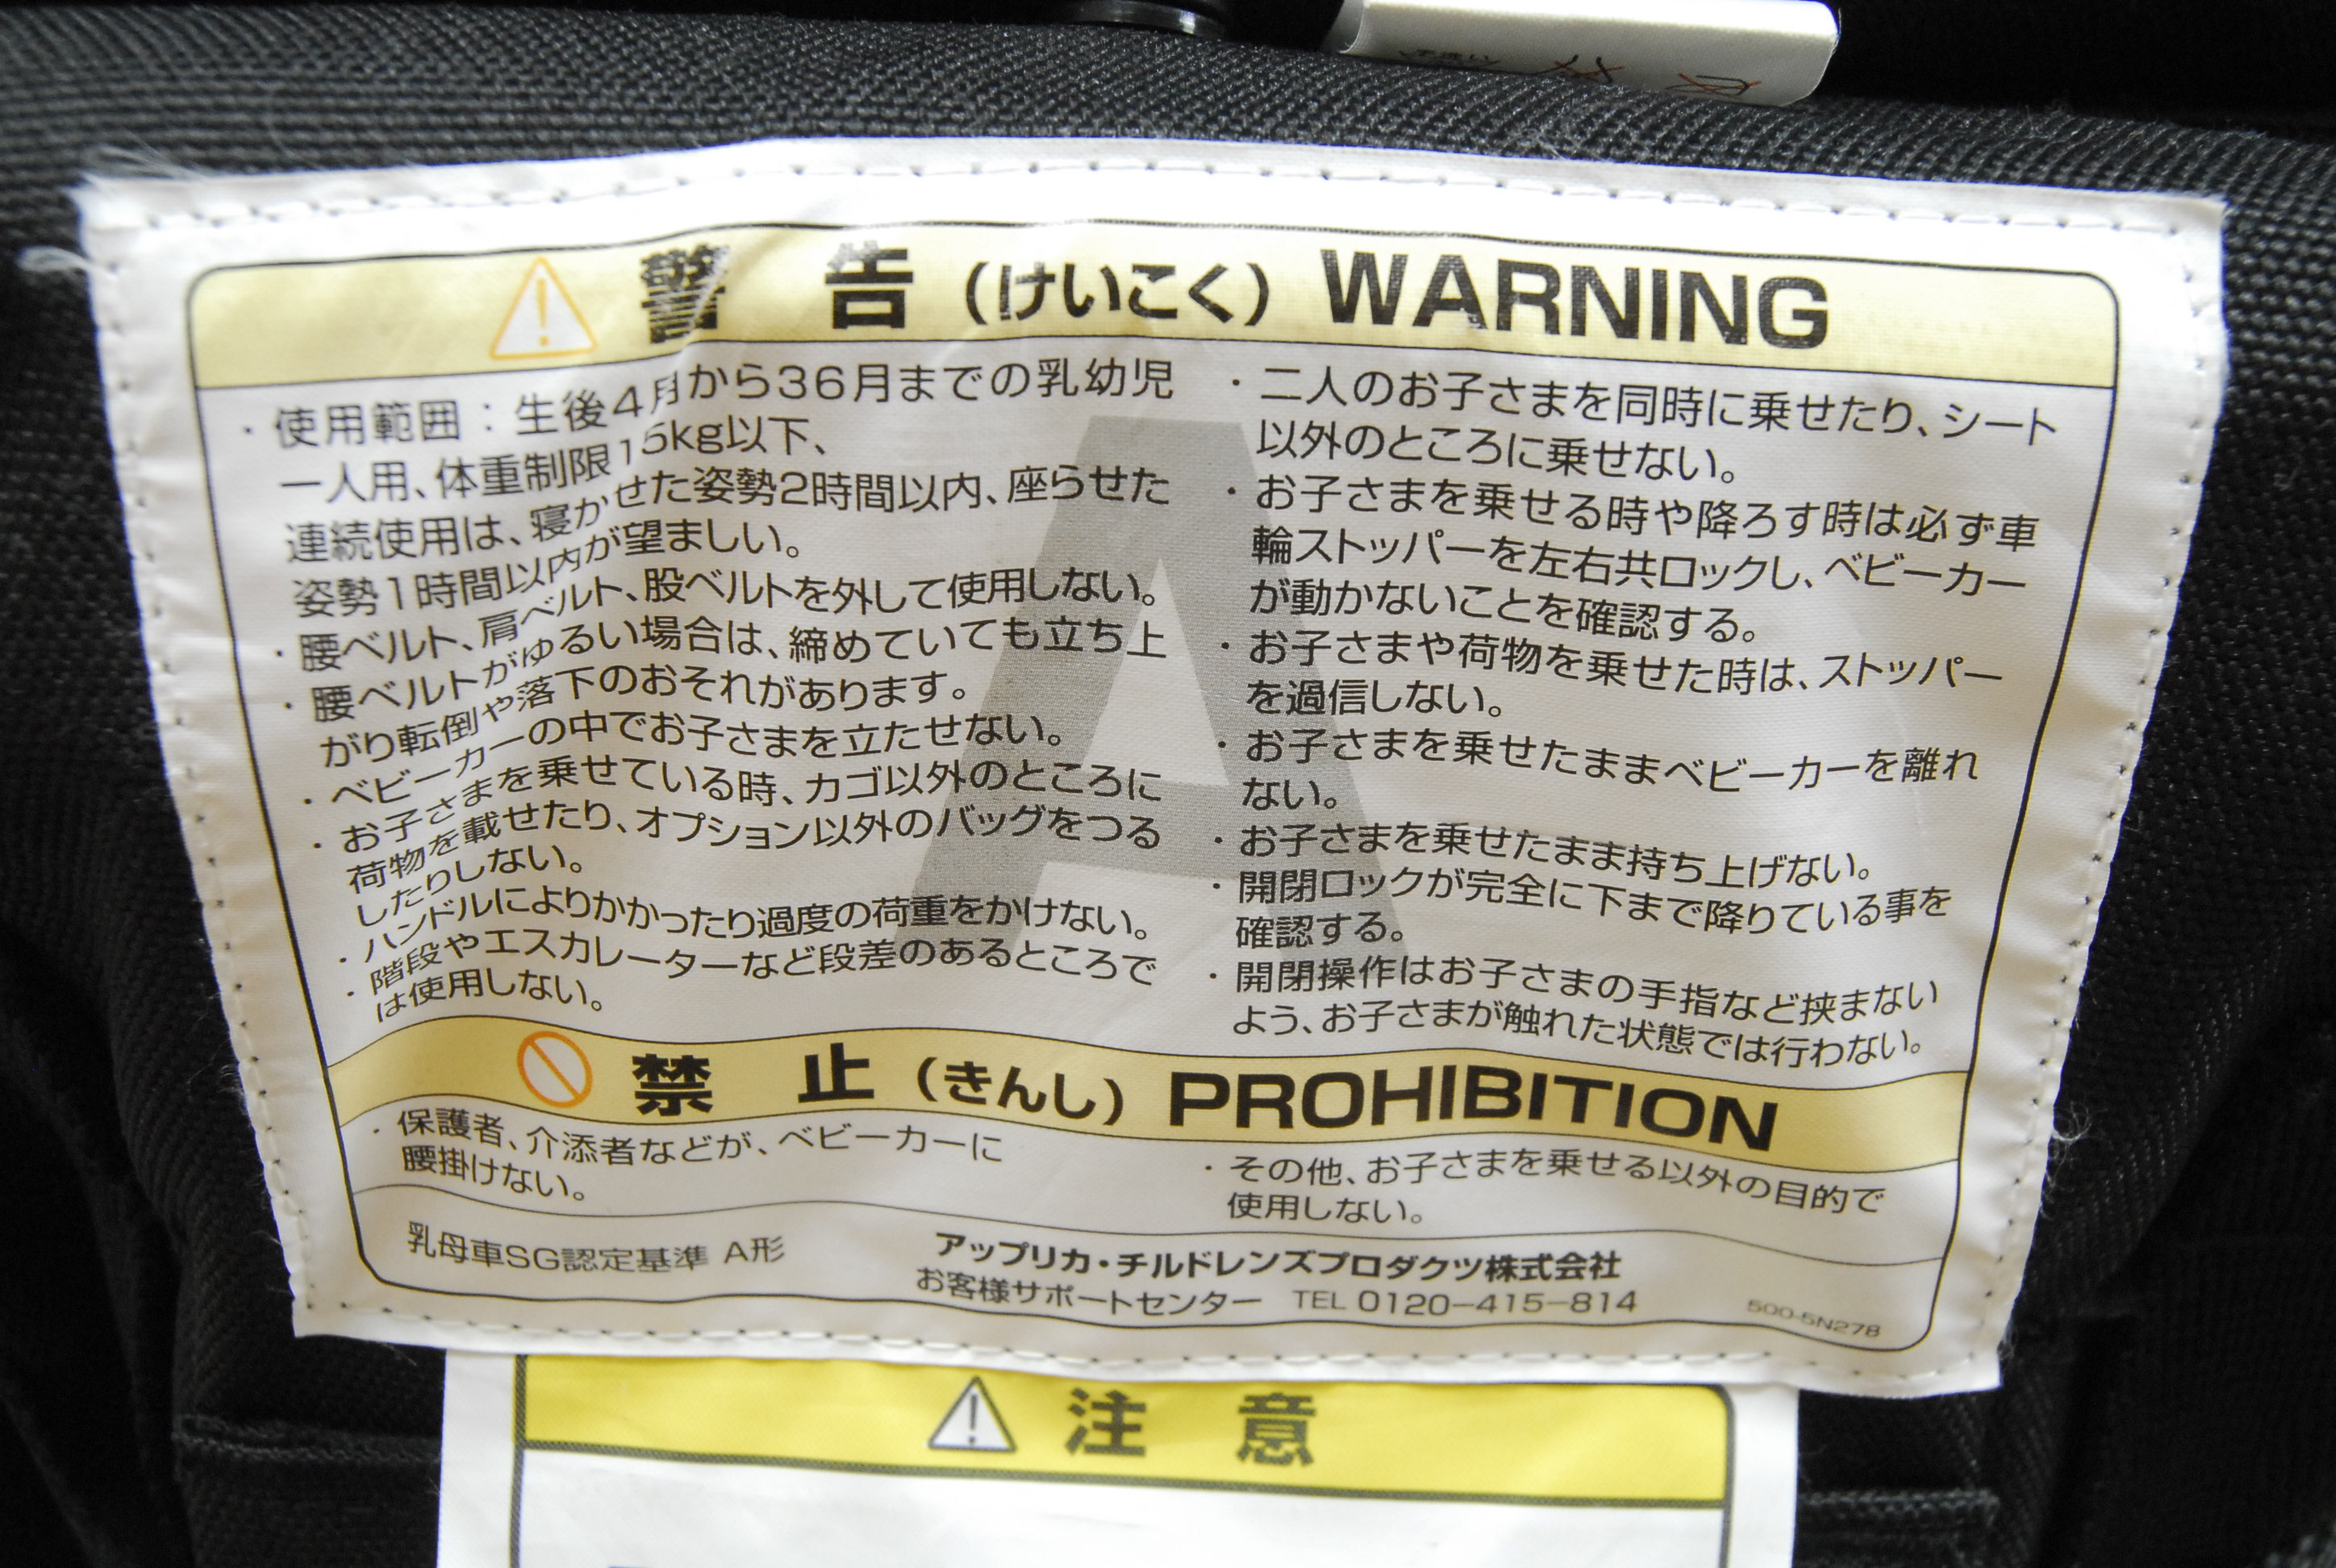 警 告 (けいこく) WARNING
・使用範囲：生後4月から36月までの乳幼児
一人用、体重制限15kg以下、
連続使用は、寝かせた姿勢2時間以内、座らせた
姿勢1時間以内が望ましい。
・腰ベルト、肩ベルト、股ベルトを外して使用しない。
・腰ベルトがゆるい場合は、締めていても立ち上
がり転倒や落下のおそれがあります。
・ベビーカーの中でお子さまを立たせない。
・お子さまを乗せている時、カゴ以外のところに
荷物を載せたり、オプション以外のバッグをつる
したりしない。
・ハンドルによりかかったり過度の荷重をかけない。
・階段やエスカレーターなど段差のあるところで
は使用しない。
・二人のお子さまを同時に乗せたり、シート
以外のところに乗せない。
・お子さまを乗せる時や降ろす時は必ず車
輪ストッパーを左右共ロックし、ベビーカー
が動かないことを確認する。
・お子さまや荷物を乗せた時は、ストッパー
を過信しない。
・お子さまを乗せたままベビーカーを離れ
ない。
・お子さまを乗せたまま持ち上げない。
・開閉ロックが完全に下まで降りている事を
確認する。
・開閉操作はお子さまの手指など挟まない
よう、お子さまが触れた状態では行わない。
禁 止 (きんし) PROHIBITION
・保護者、介添者などが、ベビーカーに
腰掛けない。
・その他、お子さまを乗せる以外の目的で
使用しない。
乳母車SG認定基準 A形
アップリカ・チルドレンズプロダクツ株式会社
お客様サポートセンター TEL 0120-415-814
500-5N278
A
注 意